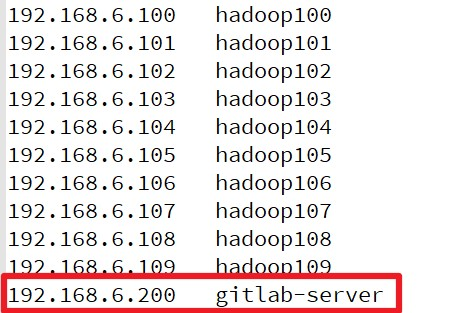 192.168.6.100 hadoop100
192.168.6.101 hadoop101
192.168.6.102 hadoop102
192.168.6.103 hadoop103
192.168.6.104 hadoop104
192.168.6.105 hadoop105
192.168.6.106 hadoop106
192.168.6.107 hadoop107
192.168.6.108 hadoop108
192.168.6.109 hadoop109
192.168.6.200 gitlab-server